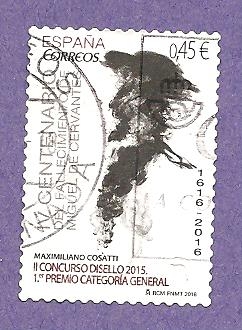 ESPAÑA
CORREOS
0,45 €
IV CENTENARIO
DEL FALLECIMIENTO DE
MIGUEL DE CERVANTES
1616-2016
MAXIMILIANO COSATTI
II CONCURSO DISELLO 2015.
1.er PREMIO CATEGORÍA GENERAL
RCM FNMT 2016